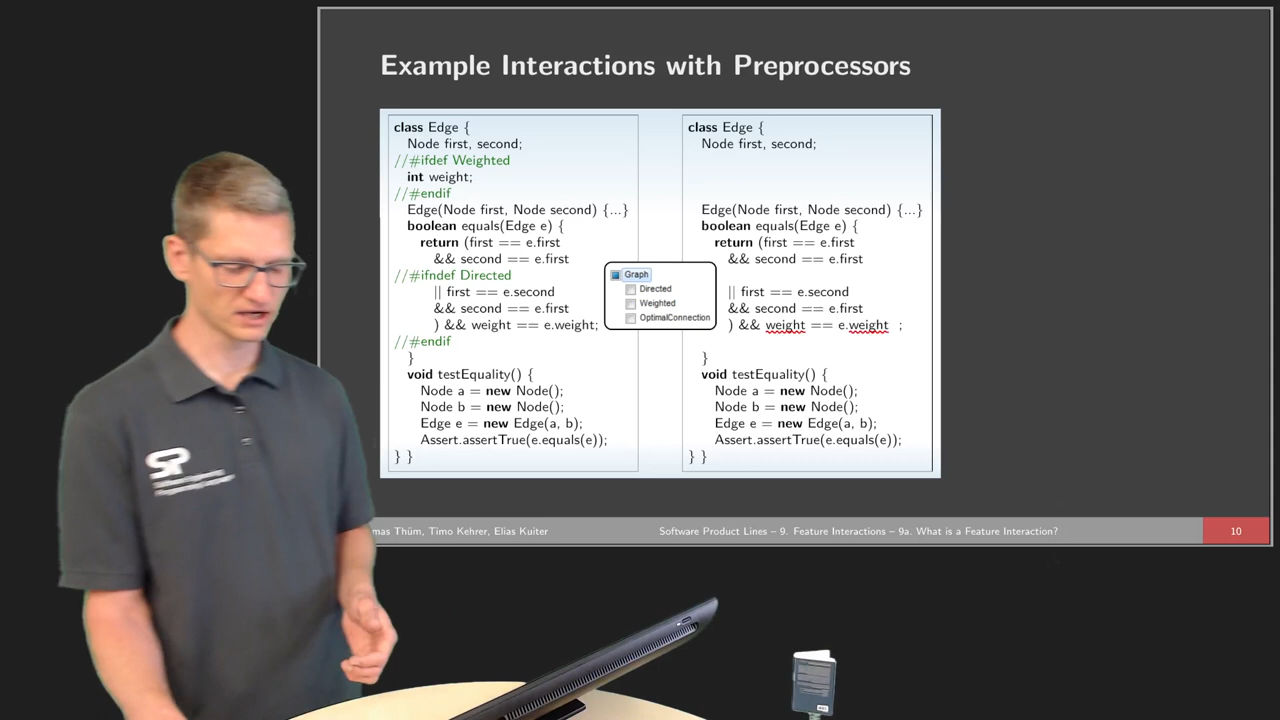 Example Interactions with Preprocessors
class Edge {
Node first, second;
//#ifdef Weighted
int weight;
//#endif
Edge(Node first, Node second) {...}
boolean equals(Edge e) {
return (first == e.first
&& second == e.first
//#ifndef Directed
|| first == e.second
&& second == e.first
) && weight == e.weight;
//#endif
}
void testEquality() {
Node a = new Node();
Node b = new Node();
Edge e = new Edge(a, b);
Assert.assertTrue(e.equals(e));
} }
Graph
Directed
Weighted
OptimalConnection
class Edge {
Node first, second;
Edge(Node first, Node second) {...}
boolean equals(Edge e) {
return (first == e.first
&& second == e.first
|| first == e.second
&& second == e.first
) && weight == e.weight ;
}
void testEquality() {
Node a = new Node();
Node b = new Node();
Edge e = new Edge(a, b);
Assert.assertTrue(e.equals(e));
} }
SP
mas Thüm, Timo Kehrer, Elias Kuiter
Software Product Lines – 9. Feature Interactions – 9a. What is a Feature Interaction?
10